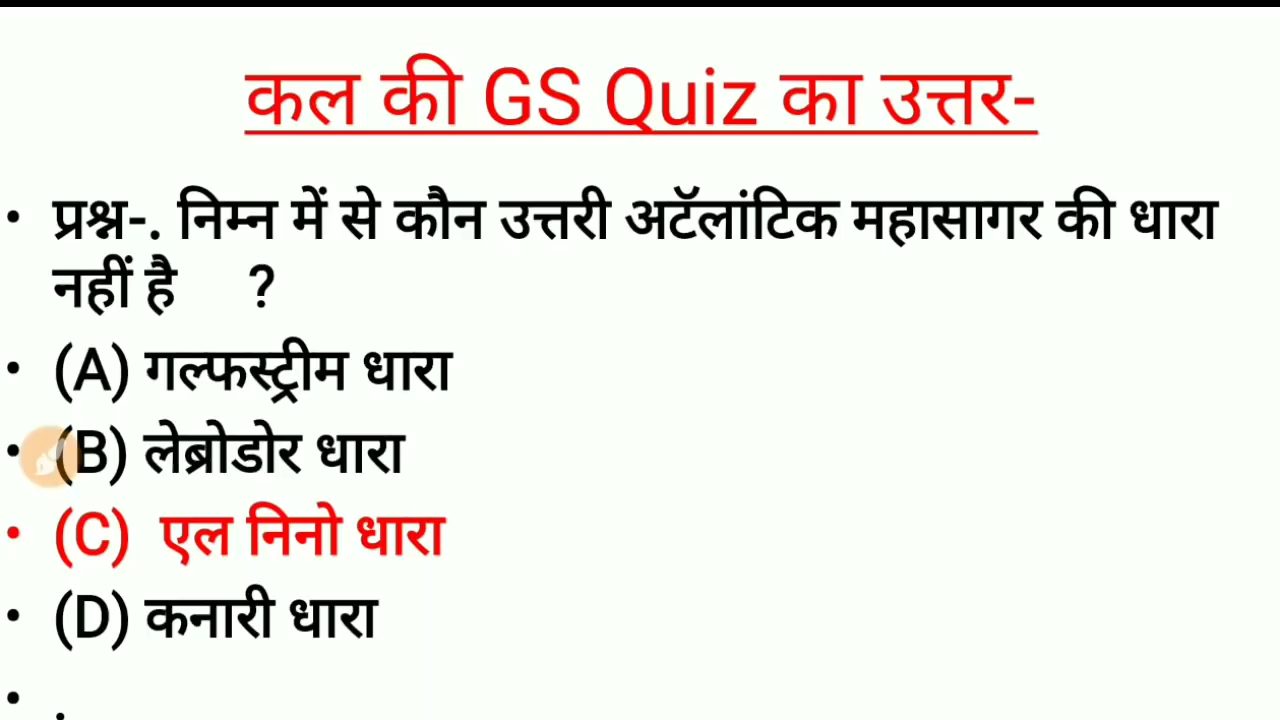 कल की GS Quiz का उत्तर-
• प्रश्न-. निम्न में से कौन उत्तरी अटॅलांटिक महासागर की धारा
नहीं है ?
• (A) गल्फस्ट्रीम धारा
• (B) लेब्रोडोर धारा
• (C) एल निनो धारा
• (D) कनारी धारा
• .